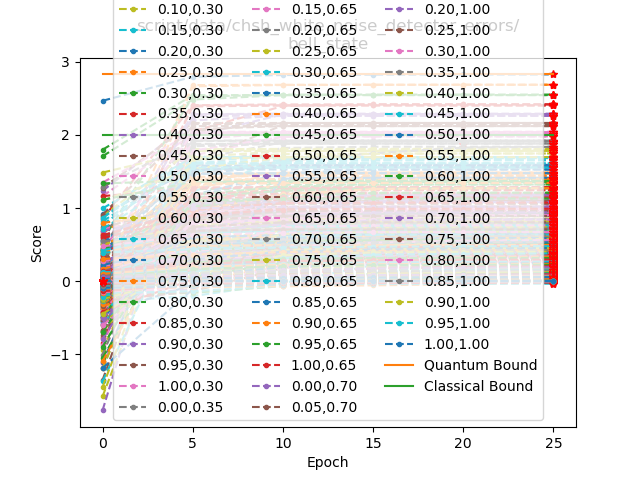 script/data/chsh_white_noise_detector_errors/
bell_state
0.10,0.30 0.15,0.65 0.20,1.00
0.15,0.30 0.20,0.65 0.25,1.00
0.20,0.30 0.25,0.65 0.30,1.00
0.25,0.30 0.30,0.65 0.35,1.00
0.30,0.30 0.35,0.65 0.40,1.00
0.35,0.30 0.40,0.65 0.45,1.00
0.40,0.30 0.45,0.65 0.50,1.00
0.45,0.30 0.50,0.65 0.55,1.00
0.50,0.30 0.55,0.65 0.60,1.00
0.55,0.30 0.60,0.65 0.65,1.00
0.60,0.30 0.65,0.65 0.70,1.00
0.65,0.30 0.70,0.65 0.75,1.00
0.70,0.30 0.75,0.65 0.80,1.00
0.75,0.30 0.80,0.65 0.85,1.00
0.80,0.30 0.85,0.65 0.90,1.00
0.85,0.30 0.90,0.65 0.95,1.00
0.90,0.30 0.95,0.65 1.00,1.00
0.95,0.30 1.00,0.65 Quantum Bound
1.00,0.30 0.00,0.70 Classical Bound
0.00,0.35 0.05,0.70
3
2
1
0
−1
Score
0 5 10 15 20 25
Epoch